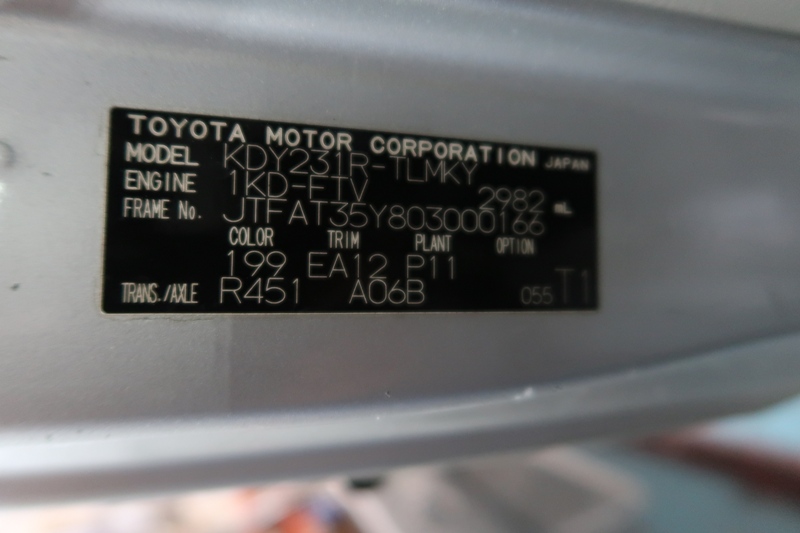 TOYOTA MOTOR CORPORATION JAPAN
MODEL KDY231R-TLMKY
ENGINE 1KD-FTV 2982 mL
FRAME No. JTFAT35Y803000166
COLOR TRIM PLANT OPTION
199 EA12 P11
TRANS./AXLE R451 A06B 055 T1